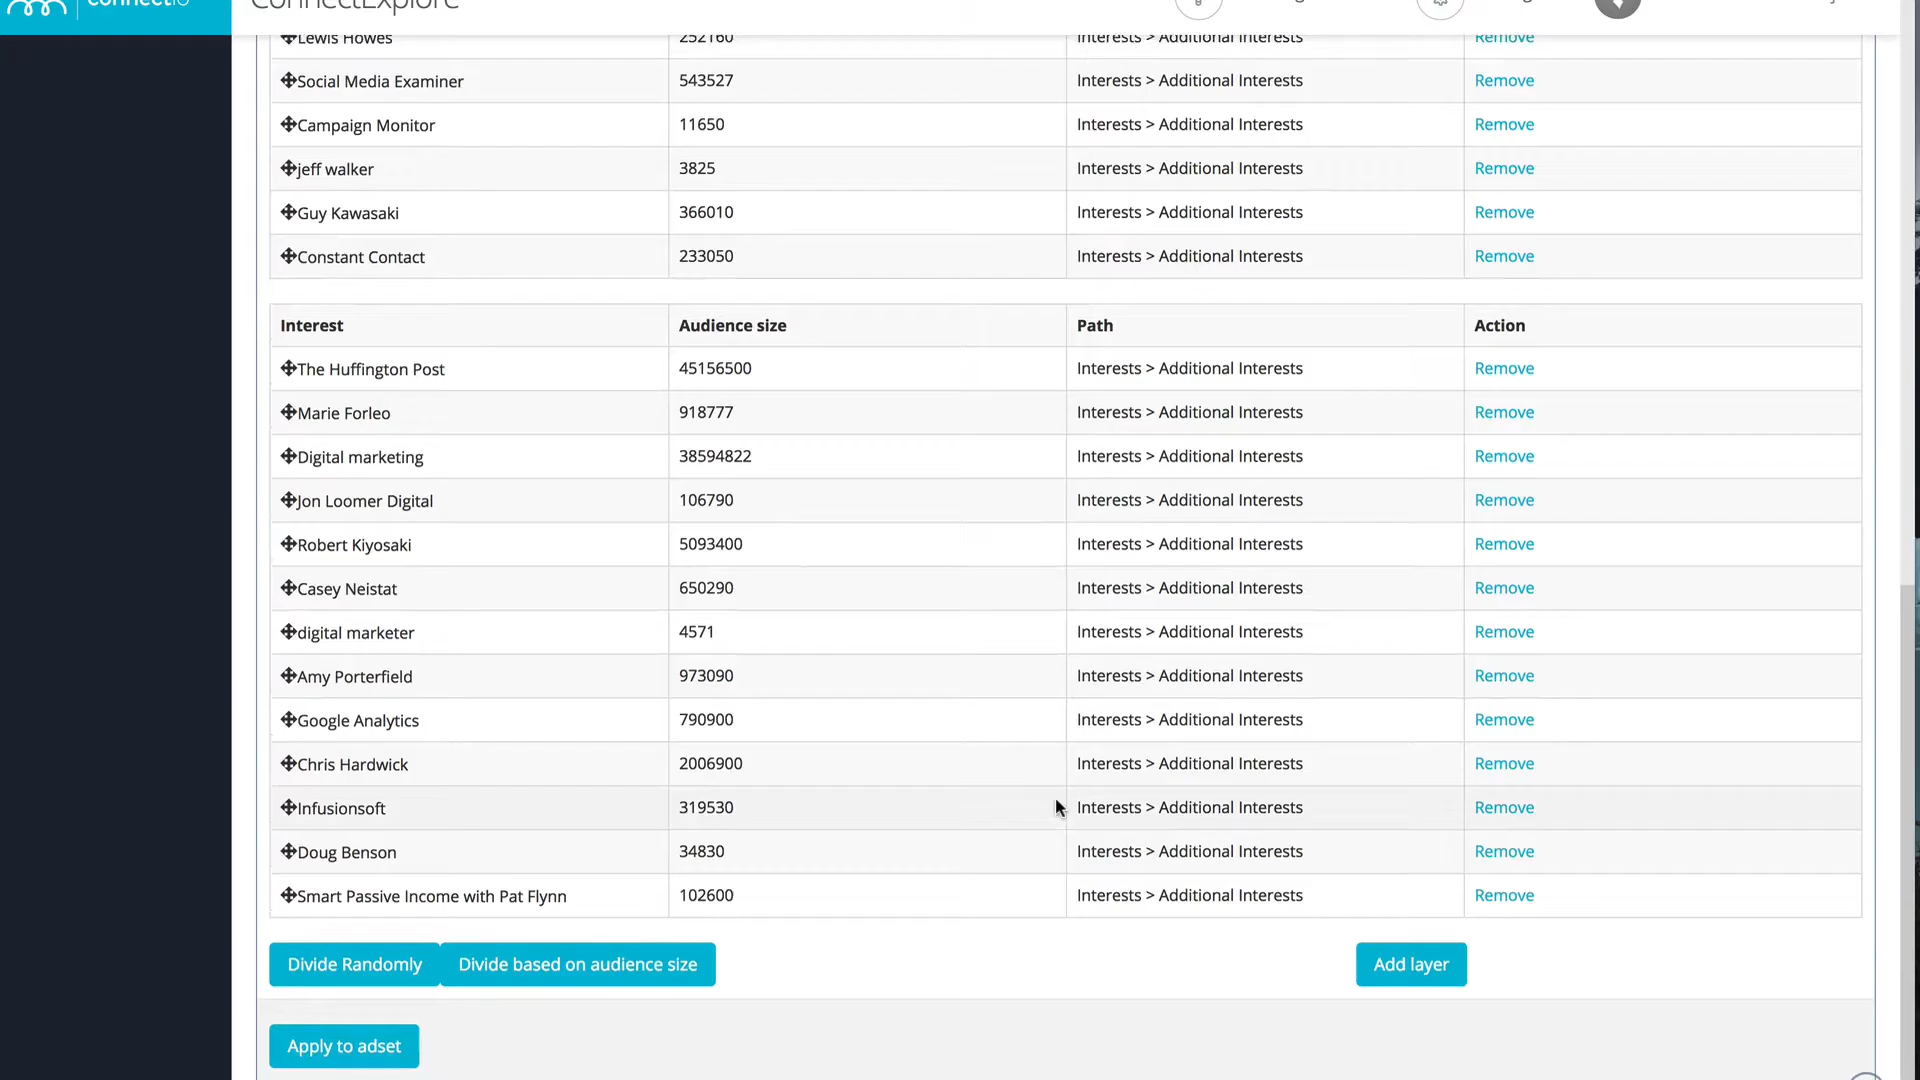 connectio ConnectExplore
Lewis Howes 252160 Interests > Additional Interests Remove
Social Media Examiner 543527 Interests > Additional Interests Remove
Campaign Monitor 11650 Interests > Additional Interests Remove
jeff walker 3825 Interests > Additional Interests Remove
Guy Kawasaki 366010 Interests > Additional Interests Remove
Constant Contact 233050 Interests > Additional Interests Remove
Interest Audience size Path Action
The Huffington Post 45156500 Interests > Additional Interests Remove
Marie Forleo 918777 Interests > Additional Interests Remove
Digital marketing 38594822 Interests > Additional Interests Remove
Jon Loomer Digital 106790 Interests > Additional Interests Remove
Robert Kiyosaki 5093400 Interests > Additional Interests Remove
Casey Neistat 650290 Interests > Additional Interests Remove
digital marketer 4571 Interests > Additional Interests Remove
Amy Porterfield 973090 Interests > Additional Interests Remove
Google Analytics 790900 Interests > Additional Interests Remove
Chris Hardwick 2006900 Interests > Additional Interests Remove
Infusionsoft 319530 Interests > Additional Interests Remove
Doug Benson 34830 Interests > Additional Interests Remove
Smart Passive Income with Pat Flynn 102600 Interests > Additional Interests Remove
Divide Randomly Divide based on audience size Add layer
Apply to adset